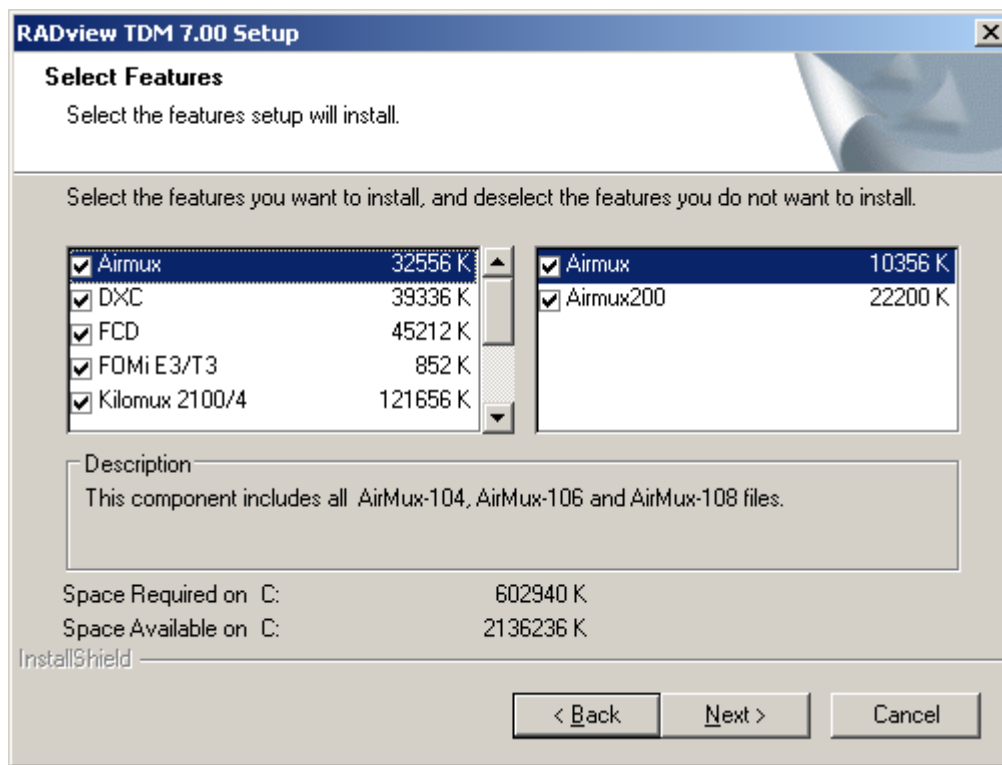 RADview TDM 7.00 Setup
Select Features
Select the features setup will install.
Select the features you want to install, and deselect the features you do not want to install.
Airmux 32556 K
DXC 39336 K
FCD 45212 K
FOMi E3/T3 852 K
Kilomux 2100/4 121656 K
Airmux 10356 K
Airmux200 22200 K
Description
This component includes all AirMux-104, AirMux-106 and AirMux-108 files.
Space Required on C: 602940 K
Space Available on C: 2136236 K
InstallShield
< Back Next > Cancel